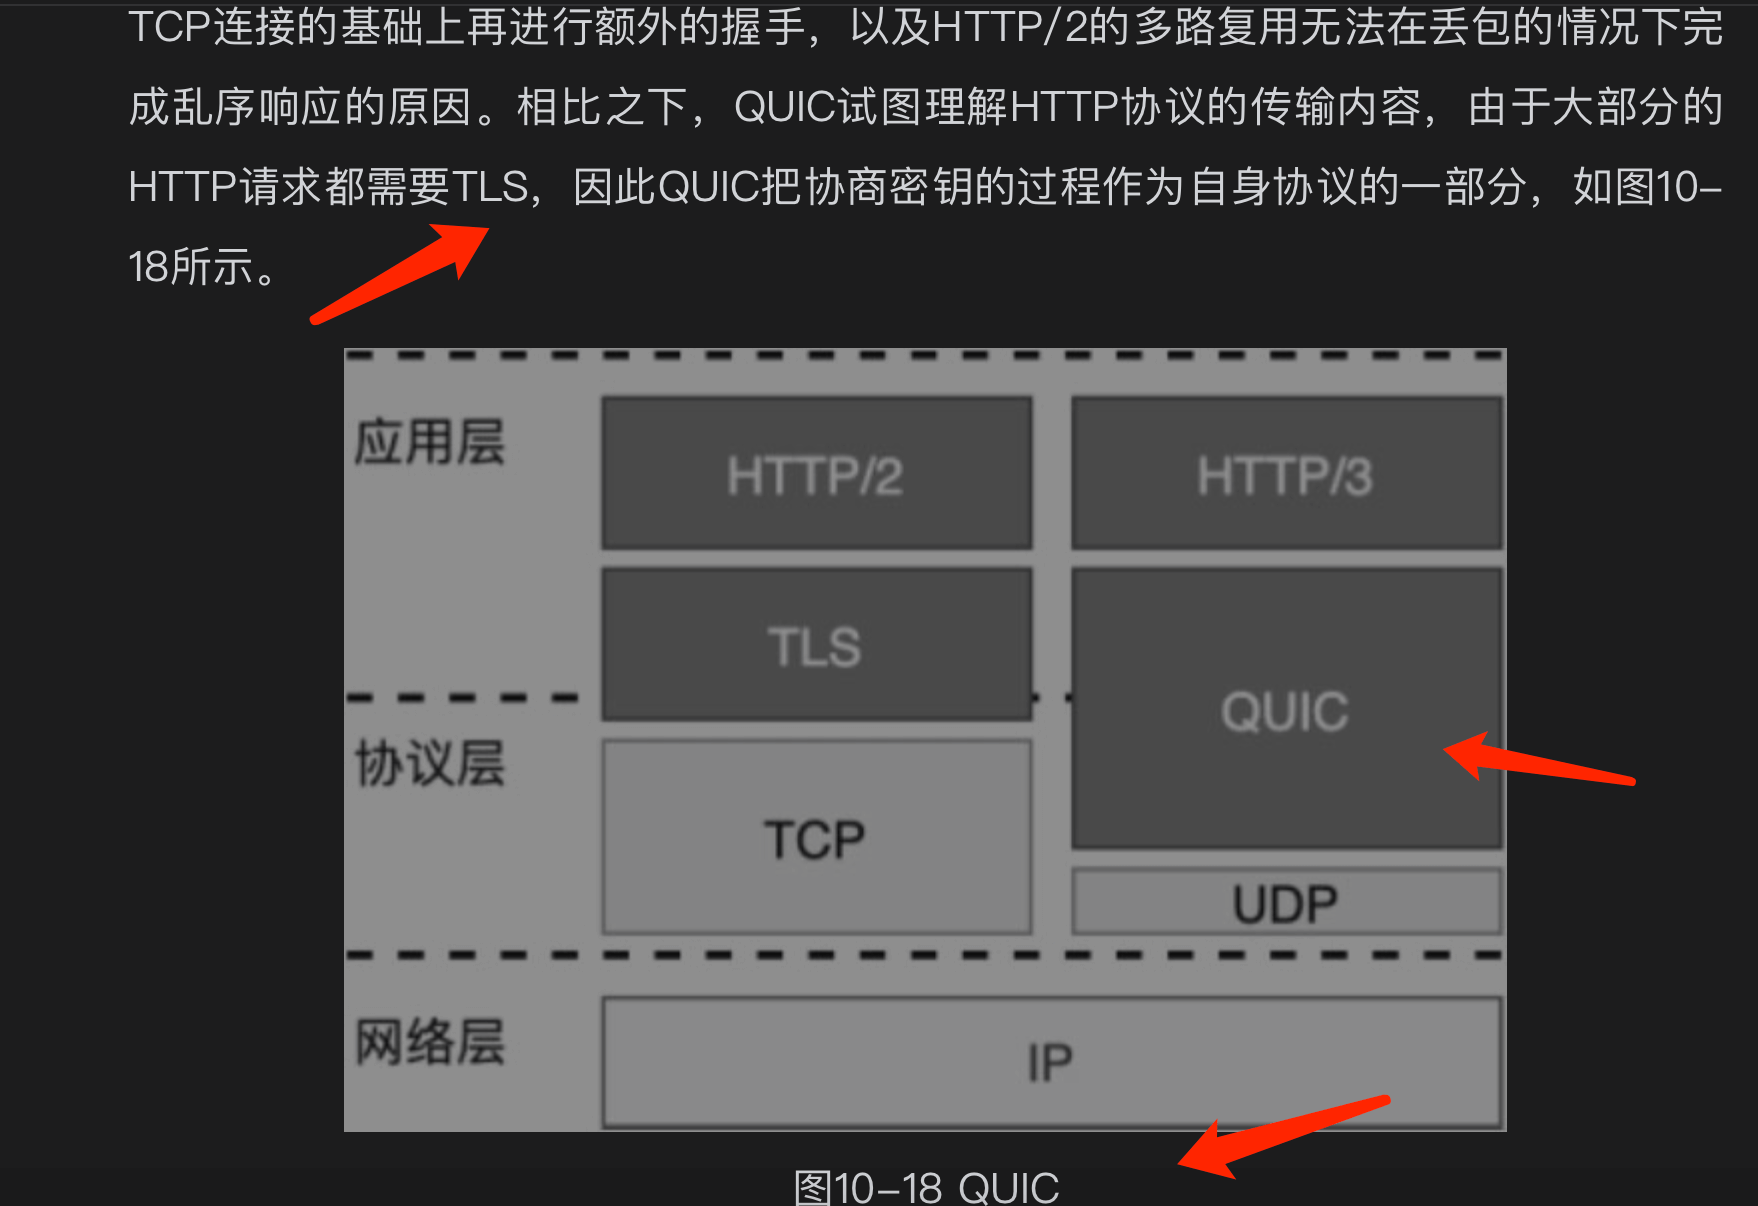 TCP连接的基础上再进行额外的握手，以及HTTP/2的多路复用无法在丢包的情况下完
成乱序响应的原因。相比之下，QUIC试图理解HTTP协议的传输内容，由于大部分的
HTTP请求都需要TLS，因此QUIC把协商密钥的过程作为自身协议的一部分，如图10–
18所示。
应用层
HTTP/2
HTTP/3
TLS
QUIC
协议层
TCP
UDP
网络层
IP
图10–18 QUIC